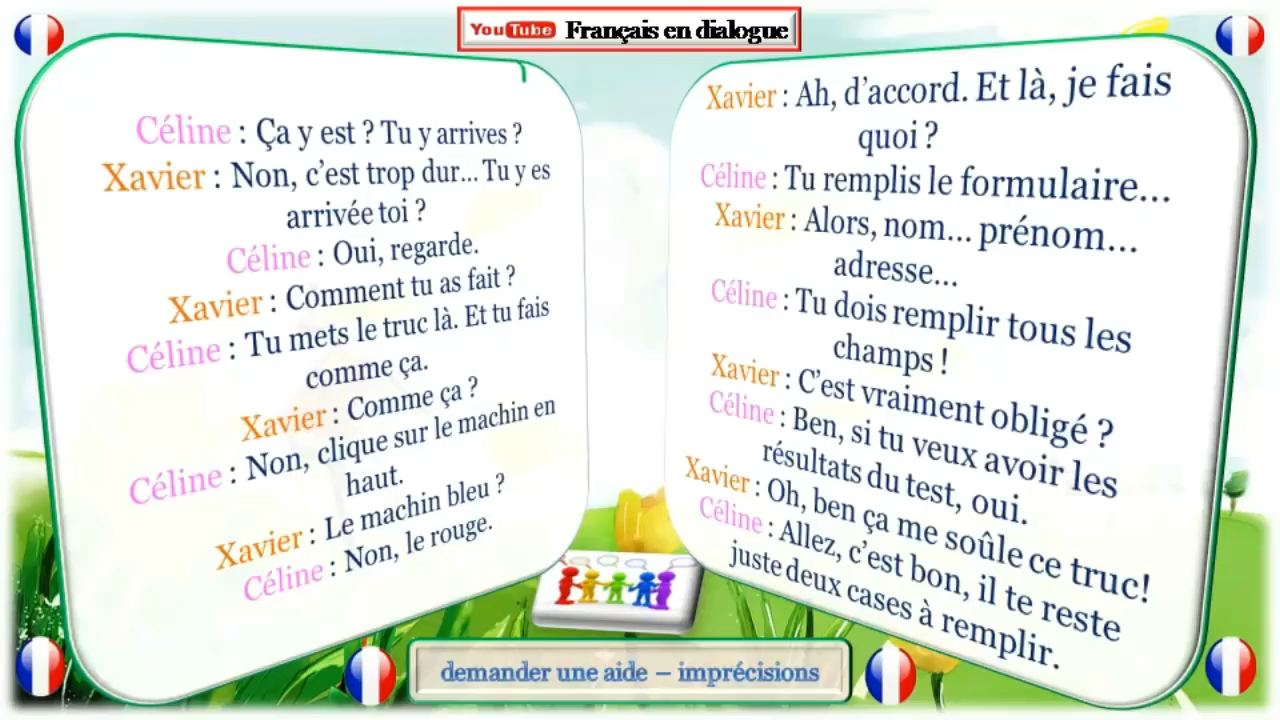 YouTube Français en dialogue
Céline : Ça y est ? Tu y arrives ?
Xavier : Non, c’est trop dur... Tu y es
arrivée toi ?
Céline : Oui, regarde.
Xavier : Comment tu as fait ?
Céline : Tu mets le truc là. Et tu fais
comme ça.
Xavier : Comme ça ?
Céline : Non, clique sur le machin en
haut.
Xavier : Le machin bleu ?
Céline : Non, le rouge.
Xavier : Ah, d’accord. Et là, je fais
quoi ?
Céline : Tu remplis le formulaire...
Xavier : Alors, nom... prénom...
adresse...
Céline : Tu dois remplir tous les
champs !
Xavier : C’est vraiment obligé ?
Céline : Ben, si tu veux avoir les
résultats du test, oui.
Xavier : Oh, ben ça me soûle ce truc!
Céline : Allez, c’est bon, il te reste
juste deux cases à remplir.
demander une aide – imprécisions